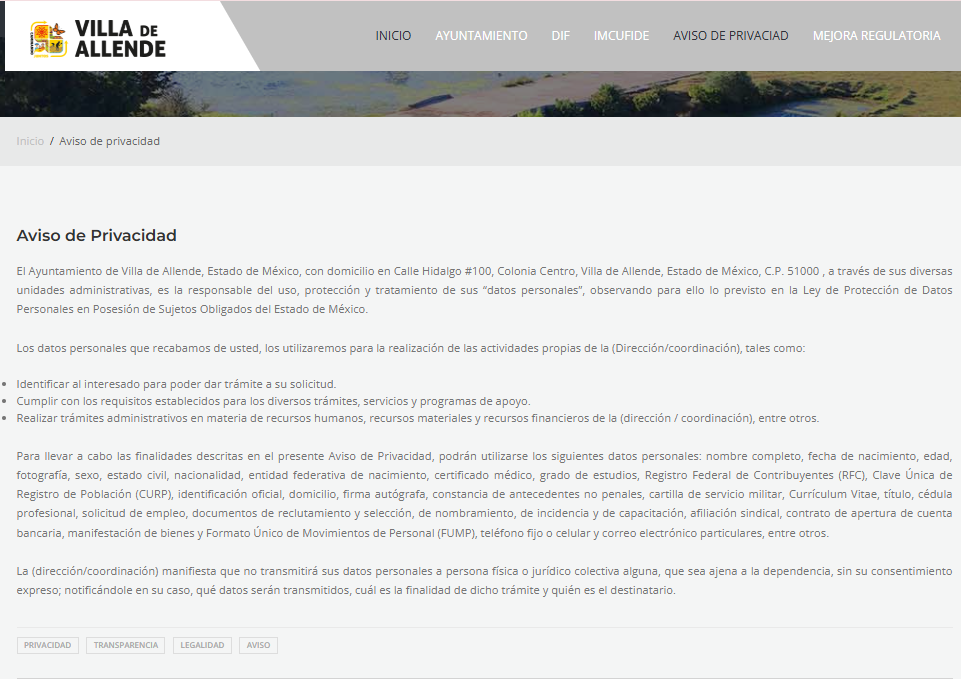 VILLA DE
ALLENDE
INICIO AYUNTAMIENTO DIF IMCUFIDE AVISO DE PRIVACIAD MEJORA REGULATORIA
Inicio / Aviso de privacidad
Aviso de Privacidad
El Ayuntamiento de Villa de Allende, Estado de México, con domicilio en Calle Hidalgo #100, Colonia Centro, Villa de Allende, Estado de México, C.P. 51000 , a través de sus diversas
unidades administrativas, es la responsable del uso, protección y tratamiento de sus “datos personales”, observando para ello lo previsto en la Ley de Protección de Datos
Personales en Posesión de Sujetos Obligados del Estado de México.
Los datos personales que recabamos de usted, los utilizaremos para la realización de las actividades propias de la (Dirección/coordinación), tales como:
Identificar al interesado para poder dar trámite a su solicitud.
Cumplir con los requisitos establecidos para los diversos trámites, servicios y programas de apoyo.
Realizar trámites administrativos en materia de recursos humanos, recursos materiales y recursos financieros de la (dirección / coordinación), entre otros.
Para llevar a cabo las finalidades descritas en el presente Aviso de Privacidad, podrán utilizarse los siguientes datos personales: nombre completo, fecha de nacimiento, edad,
fotografía, sexo, estado civil, nacionalidad, entidad federativa de nacimiento, certificado médico, grado de estudios, Registro Federal de Contribuyentes (RFC), Clave Única de
Registro de Población (CURP), identificación oficial, domicilio, firma autógrafa, constancia de antecedentes no penales, cartilla de servicio militar, Currículum Vitae, título, cédula
profesional, solicitud de empleo, documentos de reclutamiento y selección, de nombramiento, de incidencia y de capacitación, afiliación sindical, contrato de apertura de cuenta
bancaria, manifestación de bienes y Formato Único de Movimientos de Personal (FUMP), teléfono fijo o celular y correo electrónico particulares, entre otros.
La (dirección/coordinación) manifiesta que no transmitirá sus datos personales a persona física o jurídico colectiva alguna, que sea ajena a la dependencia, sin su consentimiento
expreso; notificándole en su caso, qué datos serán transmitidos, cuál es la finalidad de dicho trámite y quién es el destinatario.
PRIVACIDAD TRANSPARENCIA LEGALIDAD AVISO